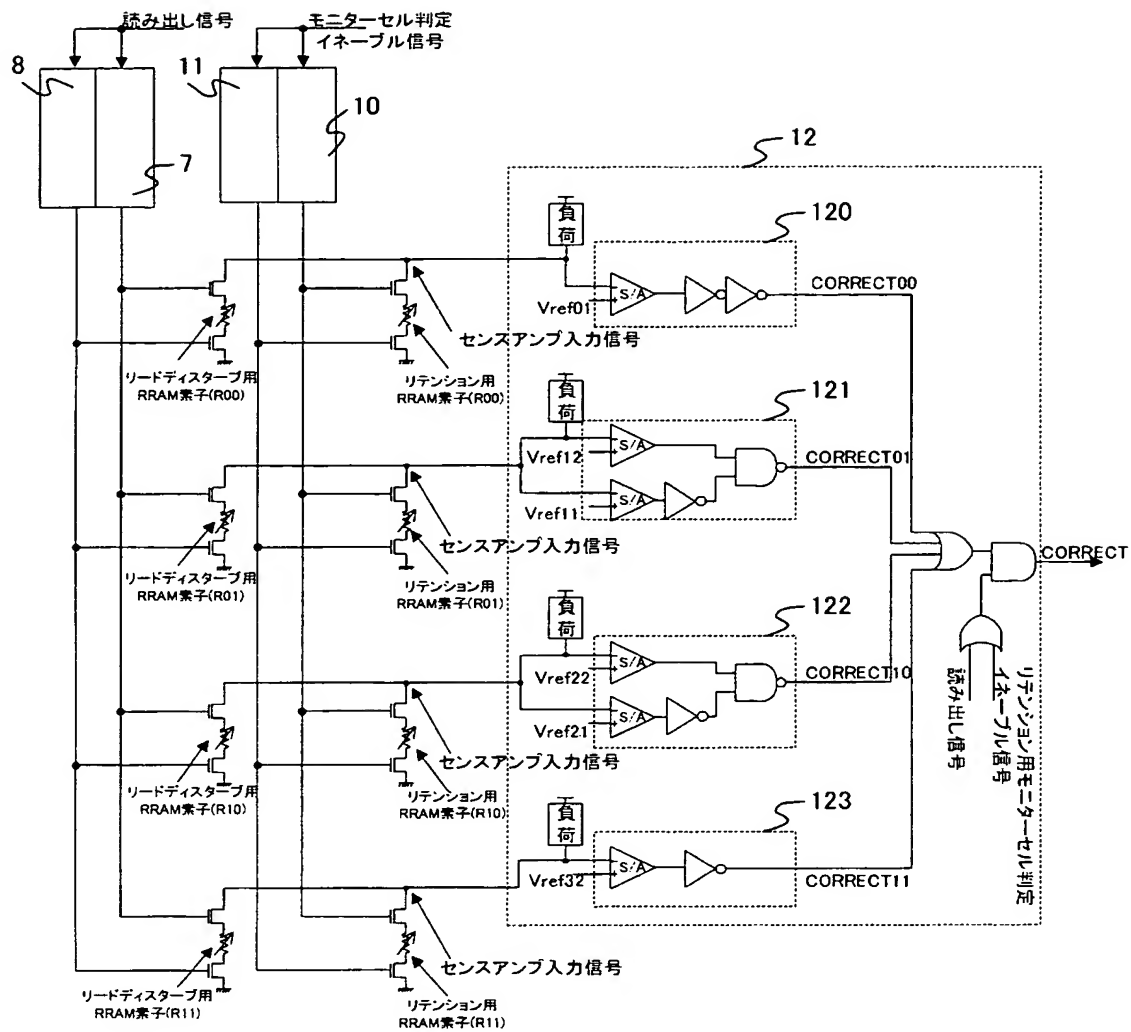 読み出し信号
モニターセル判定
イネーブル信号
8
7
11
10
12
負荷
120
S/A
Vref01
CORRECT00
センスアンプ入力信号
リードディスターブ用
RRAM素子(R00)
リテンション用
RRAM素子(R00)
負荷
121
S/A
Vref12
CORRECT01
S/A
Vref11
センスアンプ入力信号
リードディスターブ用
RRAM素子(R01)
リテンション用
RRAM素子(R01)
CORRECT
負荷
122
S/A
Vref22
CORRECT10
S/A
Vref21
センスアンプ入力信号
リードディスターブ用
RRAM素子(R10)
リテンション用
RRAM素子(R10)
リテンション用モニターセル判定
イネーブル信号
読み出し信号
負荷
123
S/A
Vref32
CORRECT11
センスアンプ入力信号
リードディスターブ用
RRAM素子(R11)
リテンション用
RRAM素子(R11)